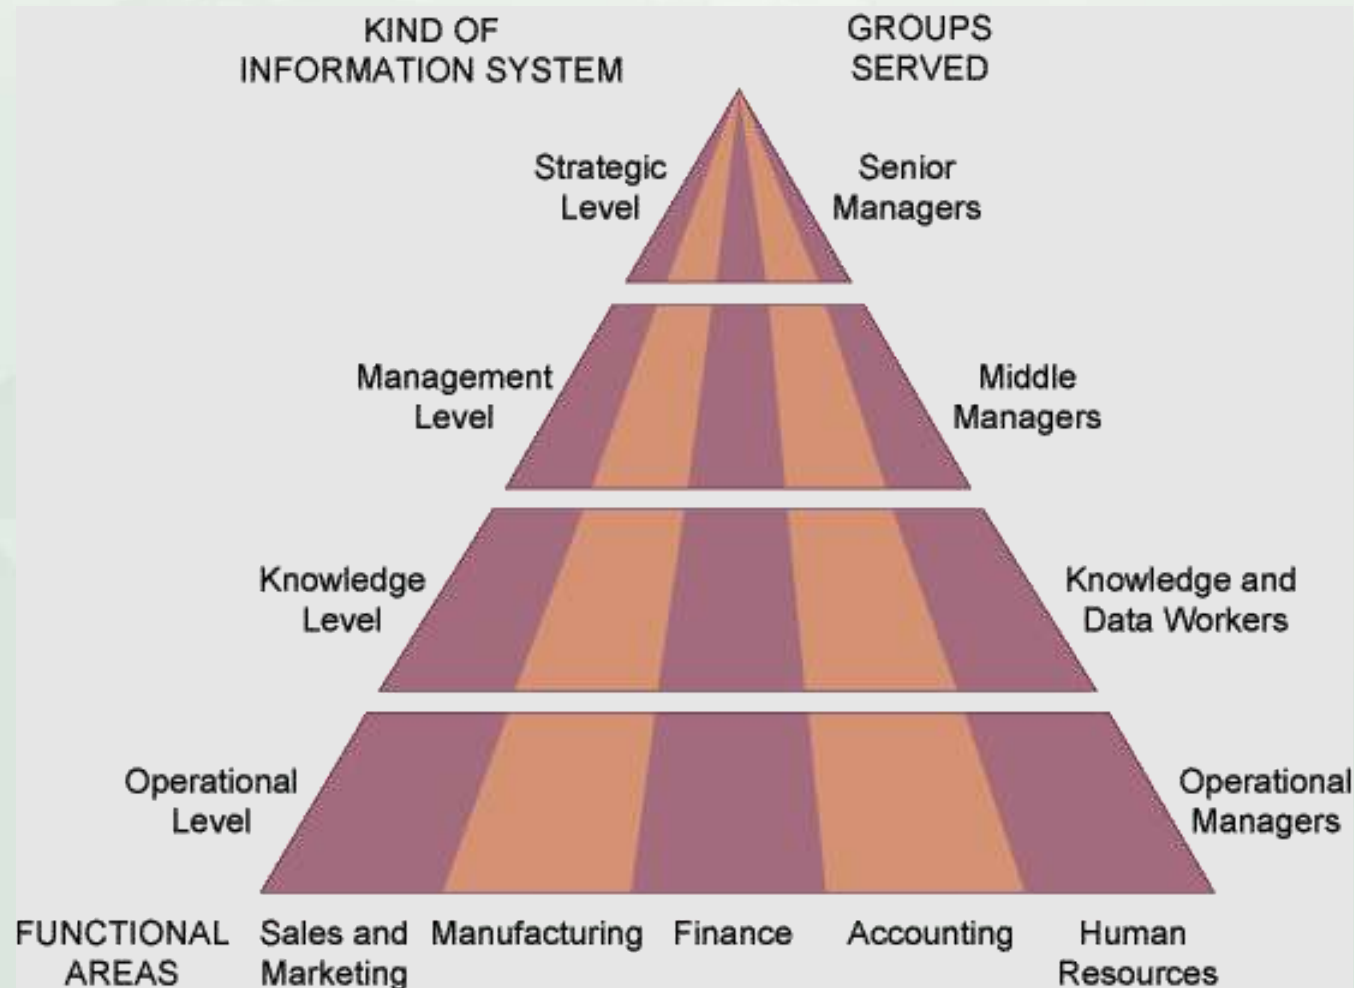 KIND OF
INFORMATION SYSTEM
GROUPS
SERVED
Strategic
Level
Senior
Managers
Management
Level
Middle
Managers
Knowledge
Level
Knowledge and
Data Workers
Operational
Level
Operational
Managers
FUNCTIONAL
AREAS
Sales and
Marketing
Manufacturing
Finance
Accounting
Human
Resources